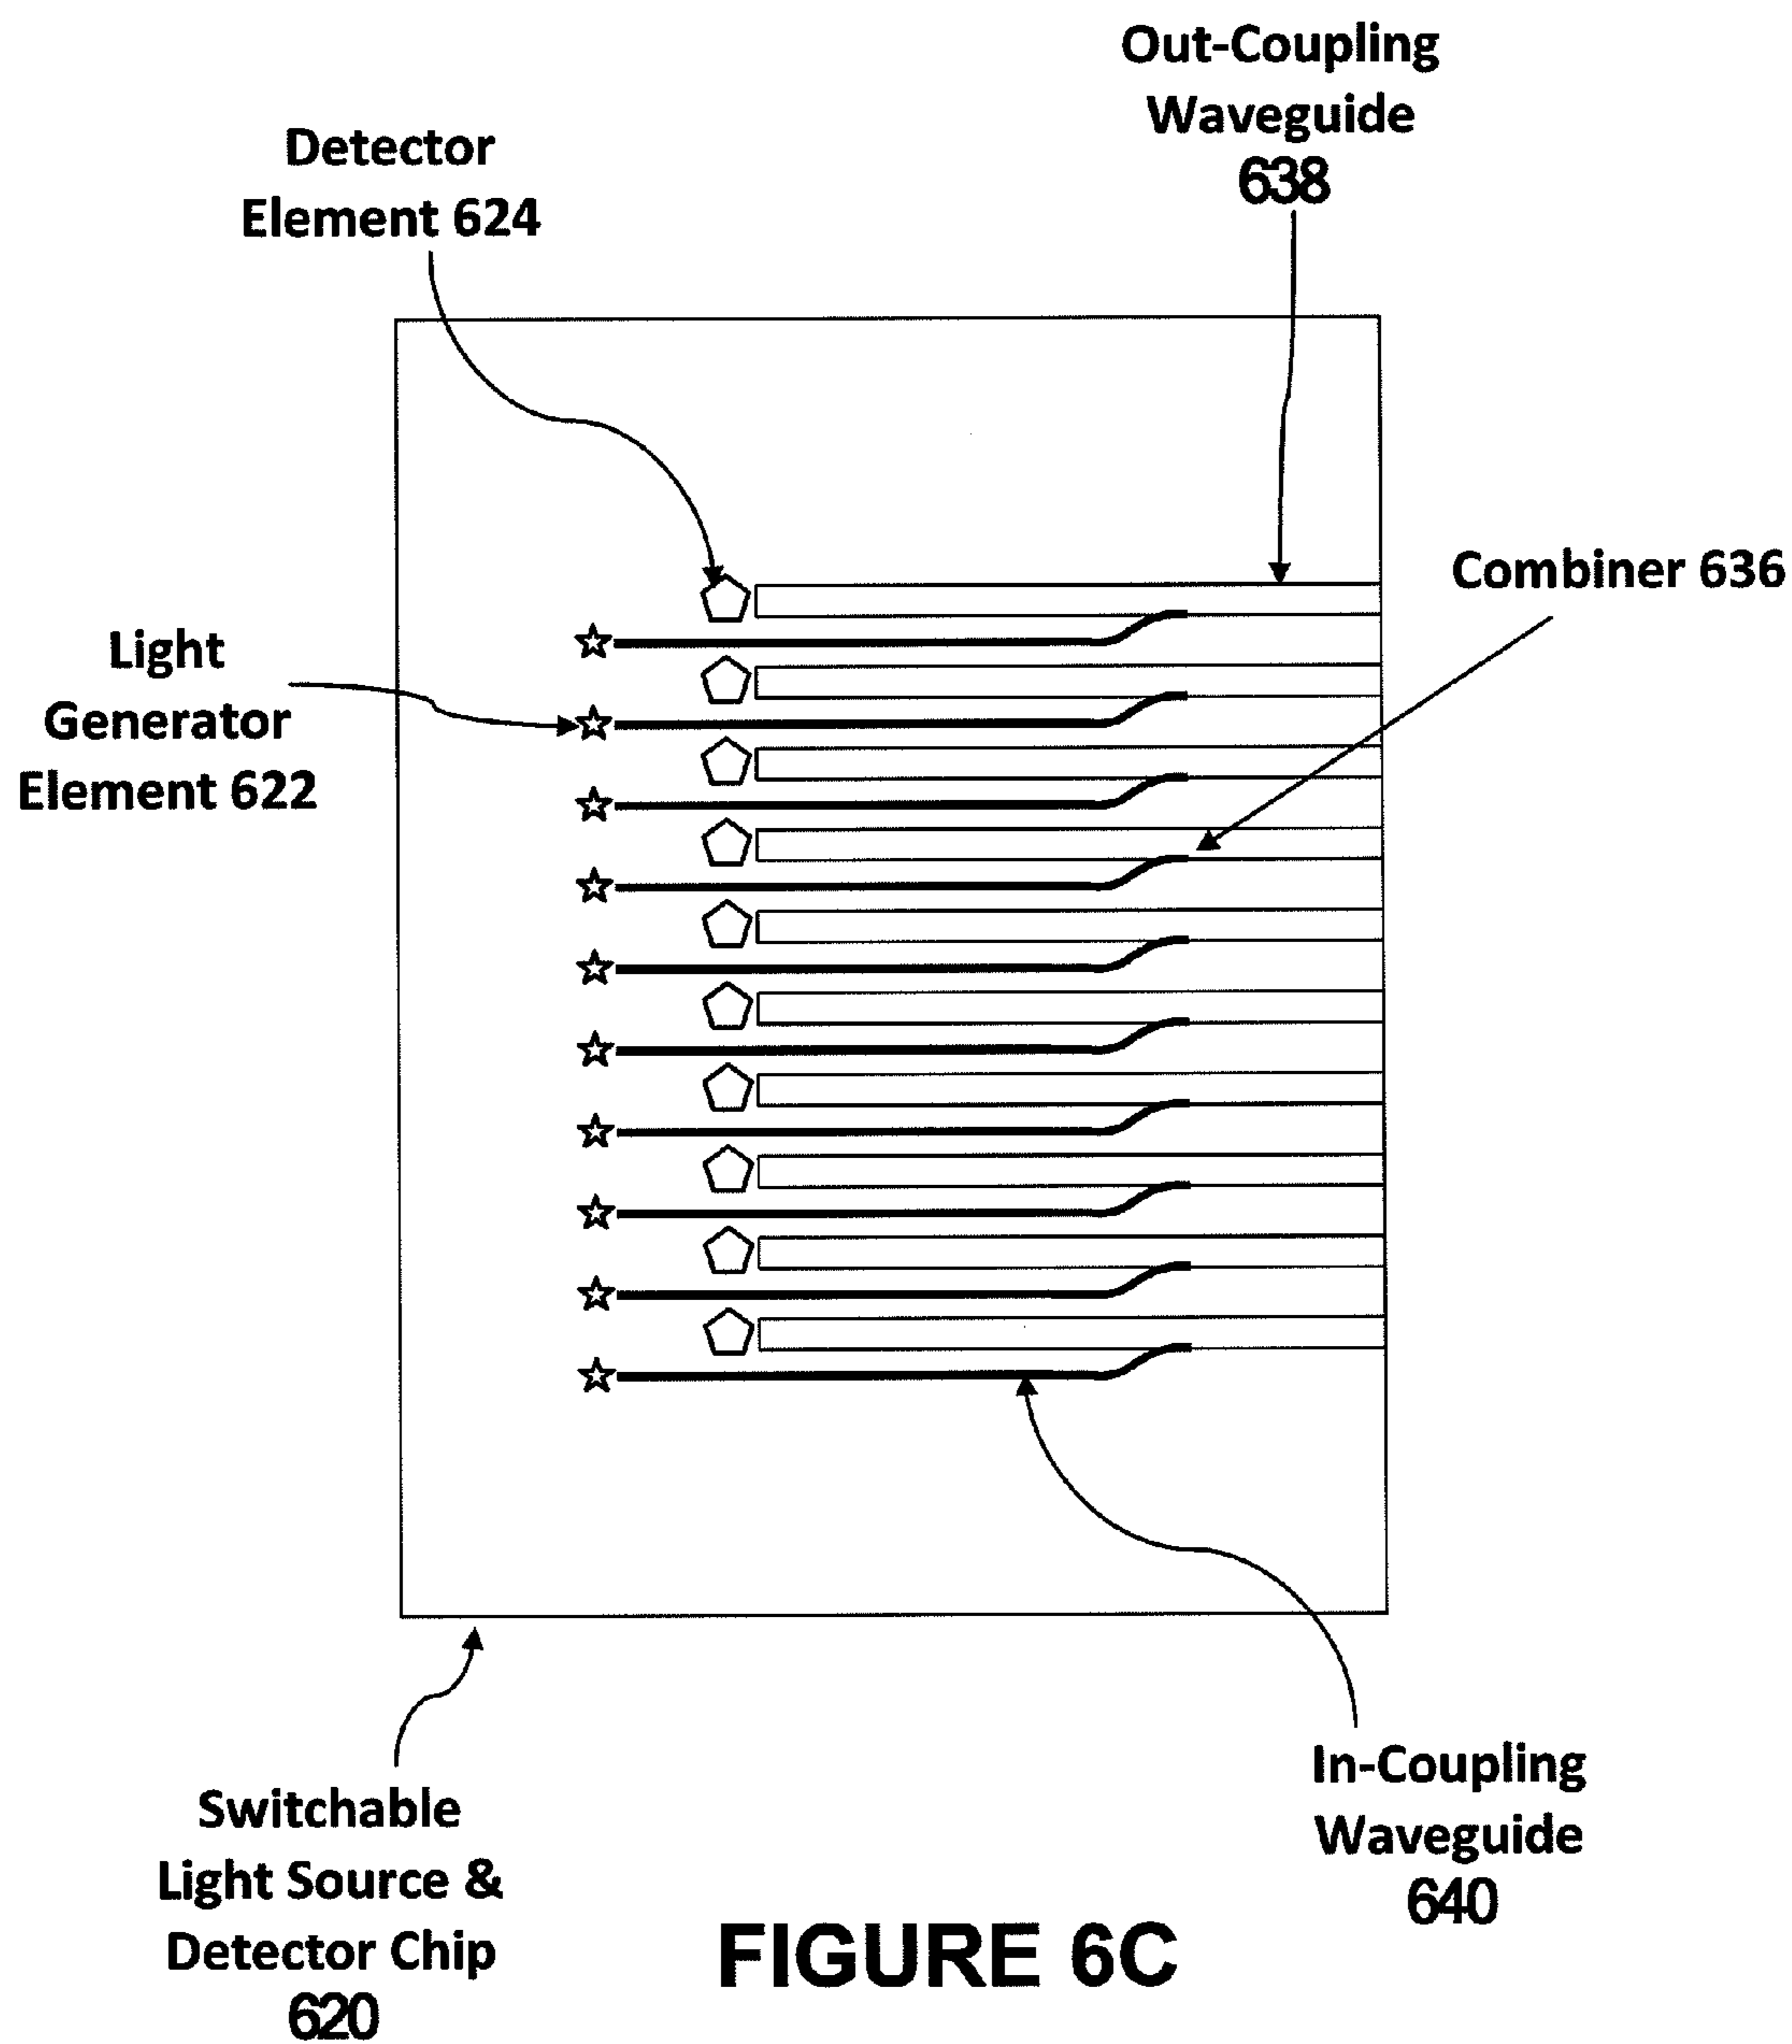 Out-Coupling
Waveguide
638
Detector
Element 624
Combiner 636
Light
Generator
Element 622
In-Coupling
Waveguide
640
Switchable
Light Source &
Detector Chip
620
FIGURE 6C